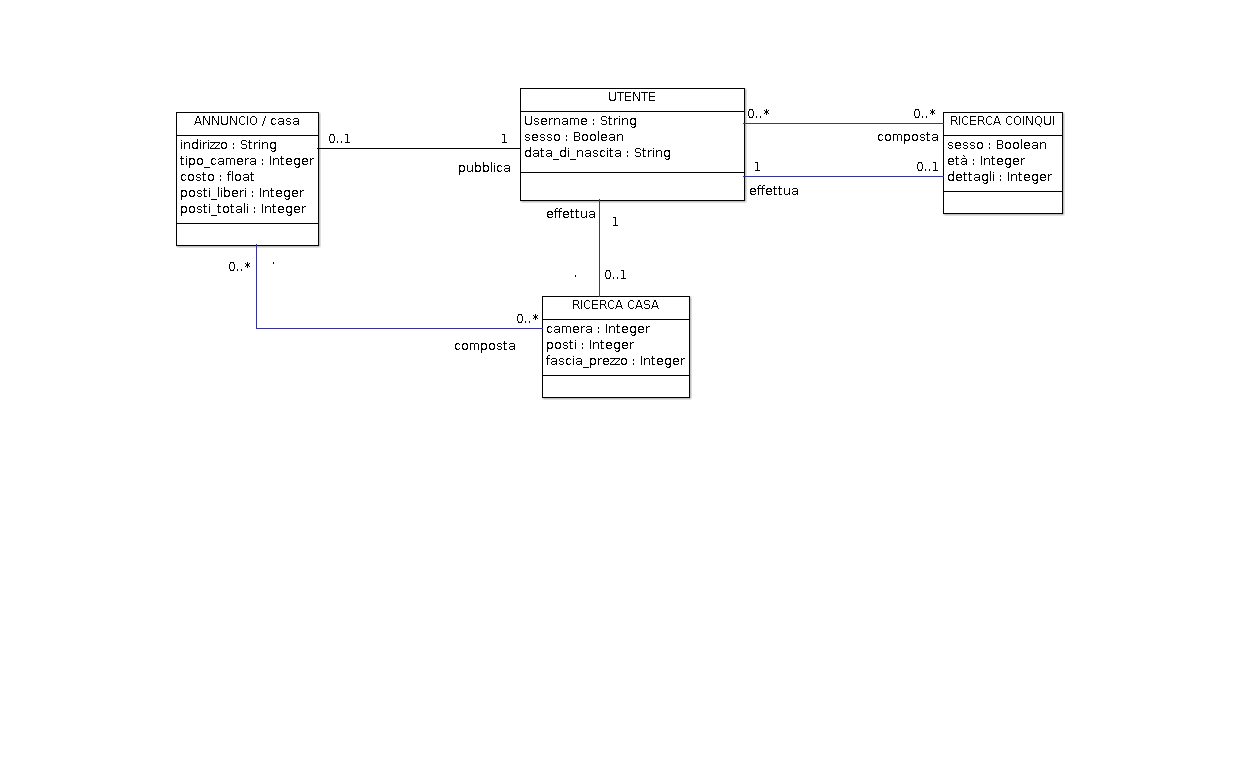 ANNUNCIO / casa
indirizzo : String
tipo_camera : Integer
costo : float
posti_liberi : Integer
posti_totali : Integer
0..1
1
pubblica
UTENTE
Username : String
sesso : Boolean
data_di_nascita : String
0..*
0..*
composta
1
0..1
effettua
RICERCA COINQUI
sesso : Boolean
età : Integer
dettagli : Integer
effettua
1
0..1
0..*
0..*
composta
RICERCA CASA
camera : Integer
posti : Integer
fascia_prezzo : Integer